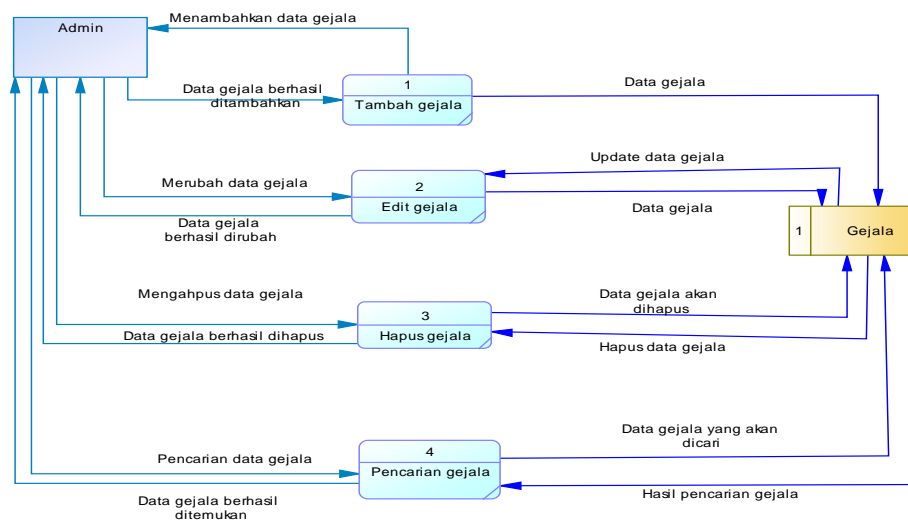 Menambahkan data gejala
Admin
Data gejala berhasil
ditambahkan
1
Tambah gejala
Data gejala
Update data gejala
Merubah data gejala
2
Edit gejala
Data gejala
Data gejala
berhasil dirubah
1
Gejala
Mengahpus data gejala
3
Hapus gejala
Data gejala akan
dihapus
Data gejala berhasil dihapus
Hapus data gejala
Data gejala yang akan
dicari
Pencarian data gejala
4
Pencarian gejala
Data gejala berhasil
ditemukan
Hasil pencarian gejala